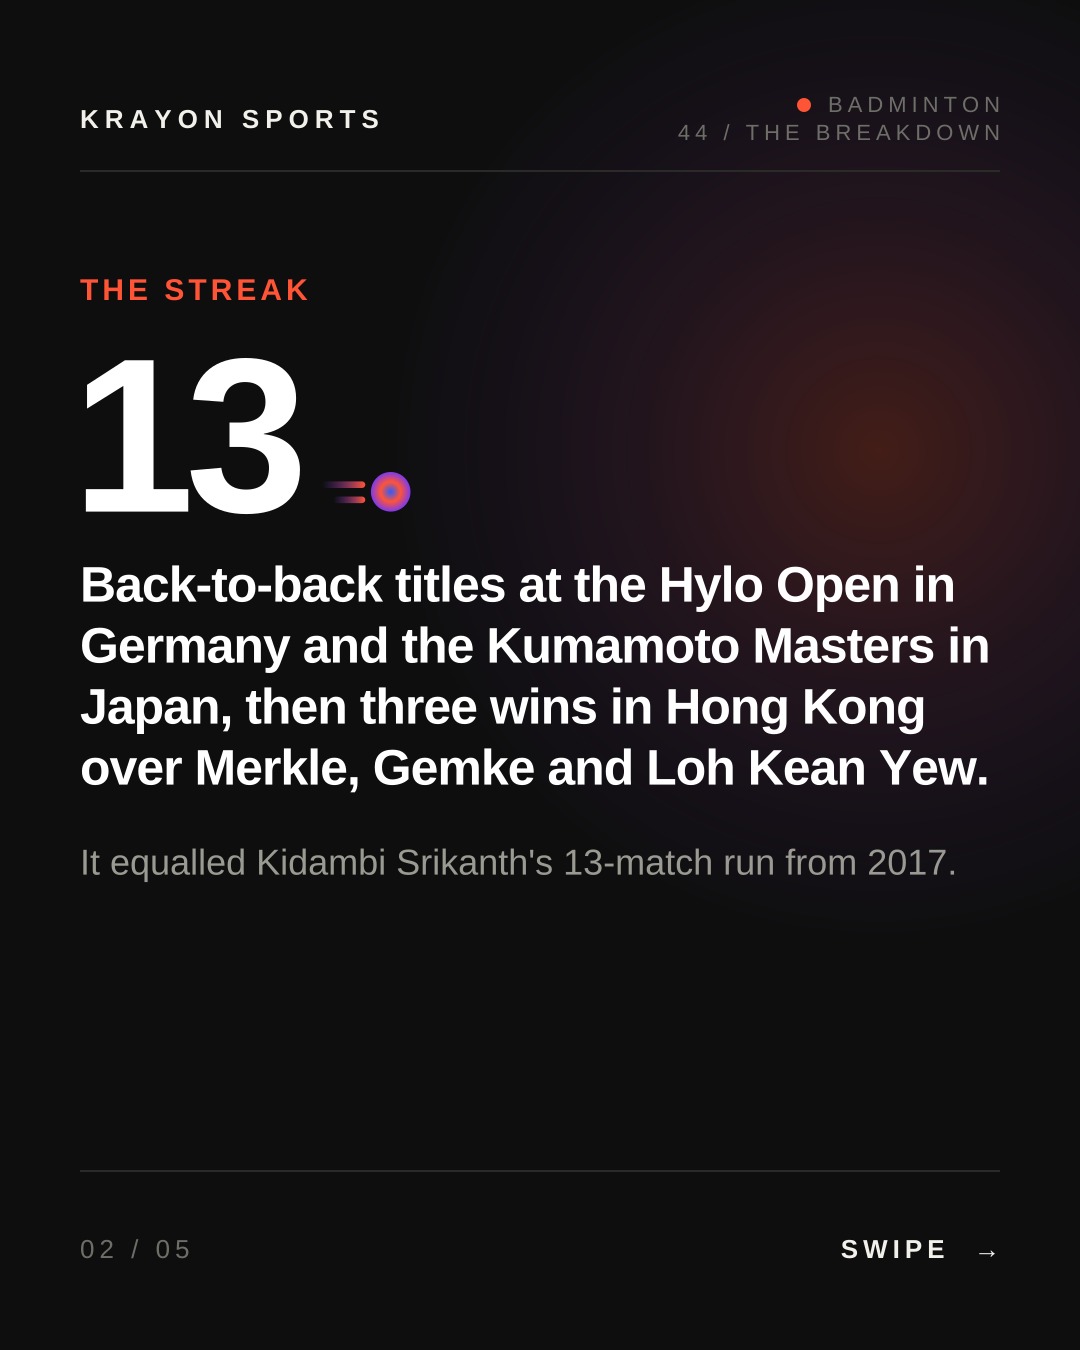 KRAYON SPORTS
BADMINTON
44 / THE BREAKDOWN
THE STREAK
13
Back-to-back titles at the Hylo Open in
Germany and the Kumamoto Masters in
Japan, then three wins in Hong Kong
over Merkle, Gemke and Loh Kean Yew.
It equalled Kidambi Srikanth's 13-match run from 2017.
02 / 05
SWIPE →